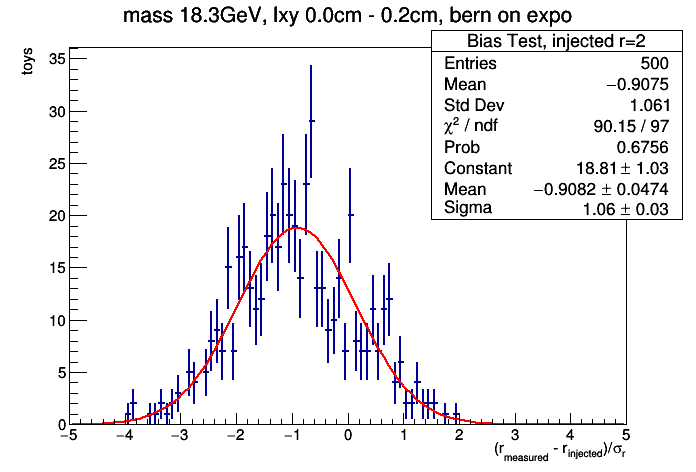 mass 18.3GeV, lxy 0.0cm - 0.2cm, bern on expo
Bias Test, injected r=2
Entries 500
Mean −0.9075
Std Dev 1.061
χ² / ndf 90.15 / 97
Prob 0.6756
Constant 18.81 ± 1.03
Mean −0.9082 ± 0.0474
Sigma 1.06 ± 0.03
toys
35
30
25
20
15
10
5
0
−5 −4 −3 −2 −1 0 1 2 3 4 5
(r_measured - r_injected)/σ_r